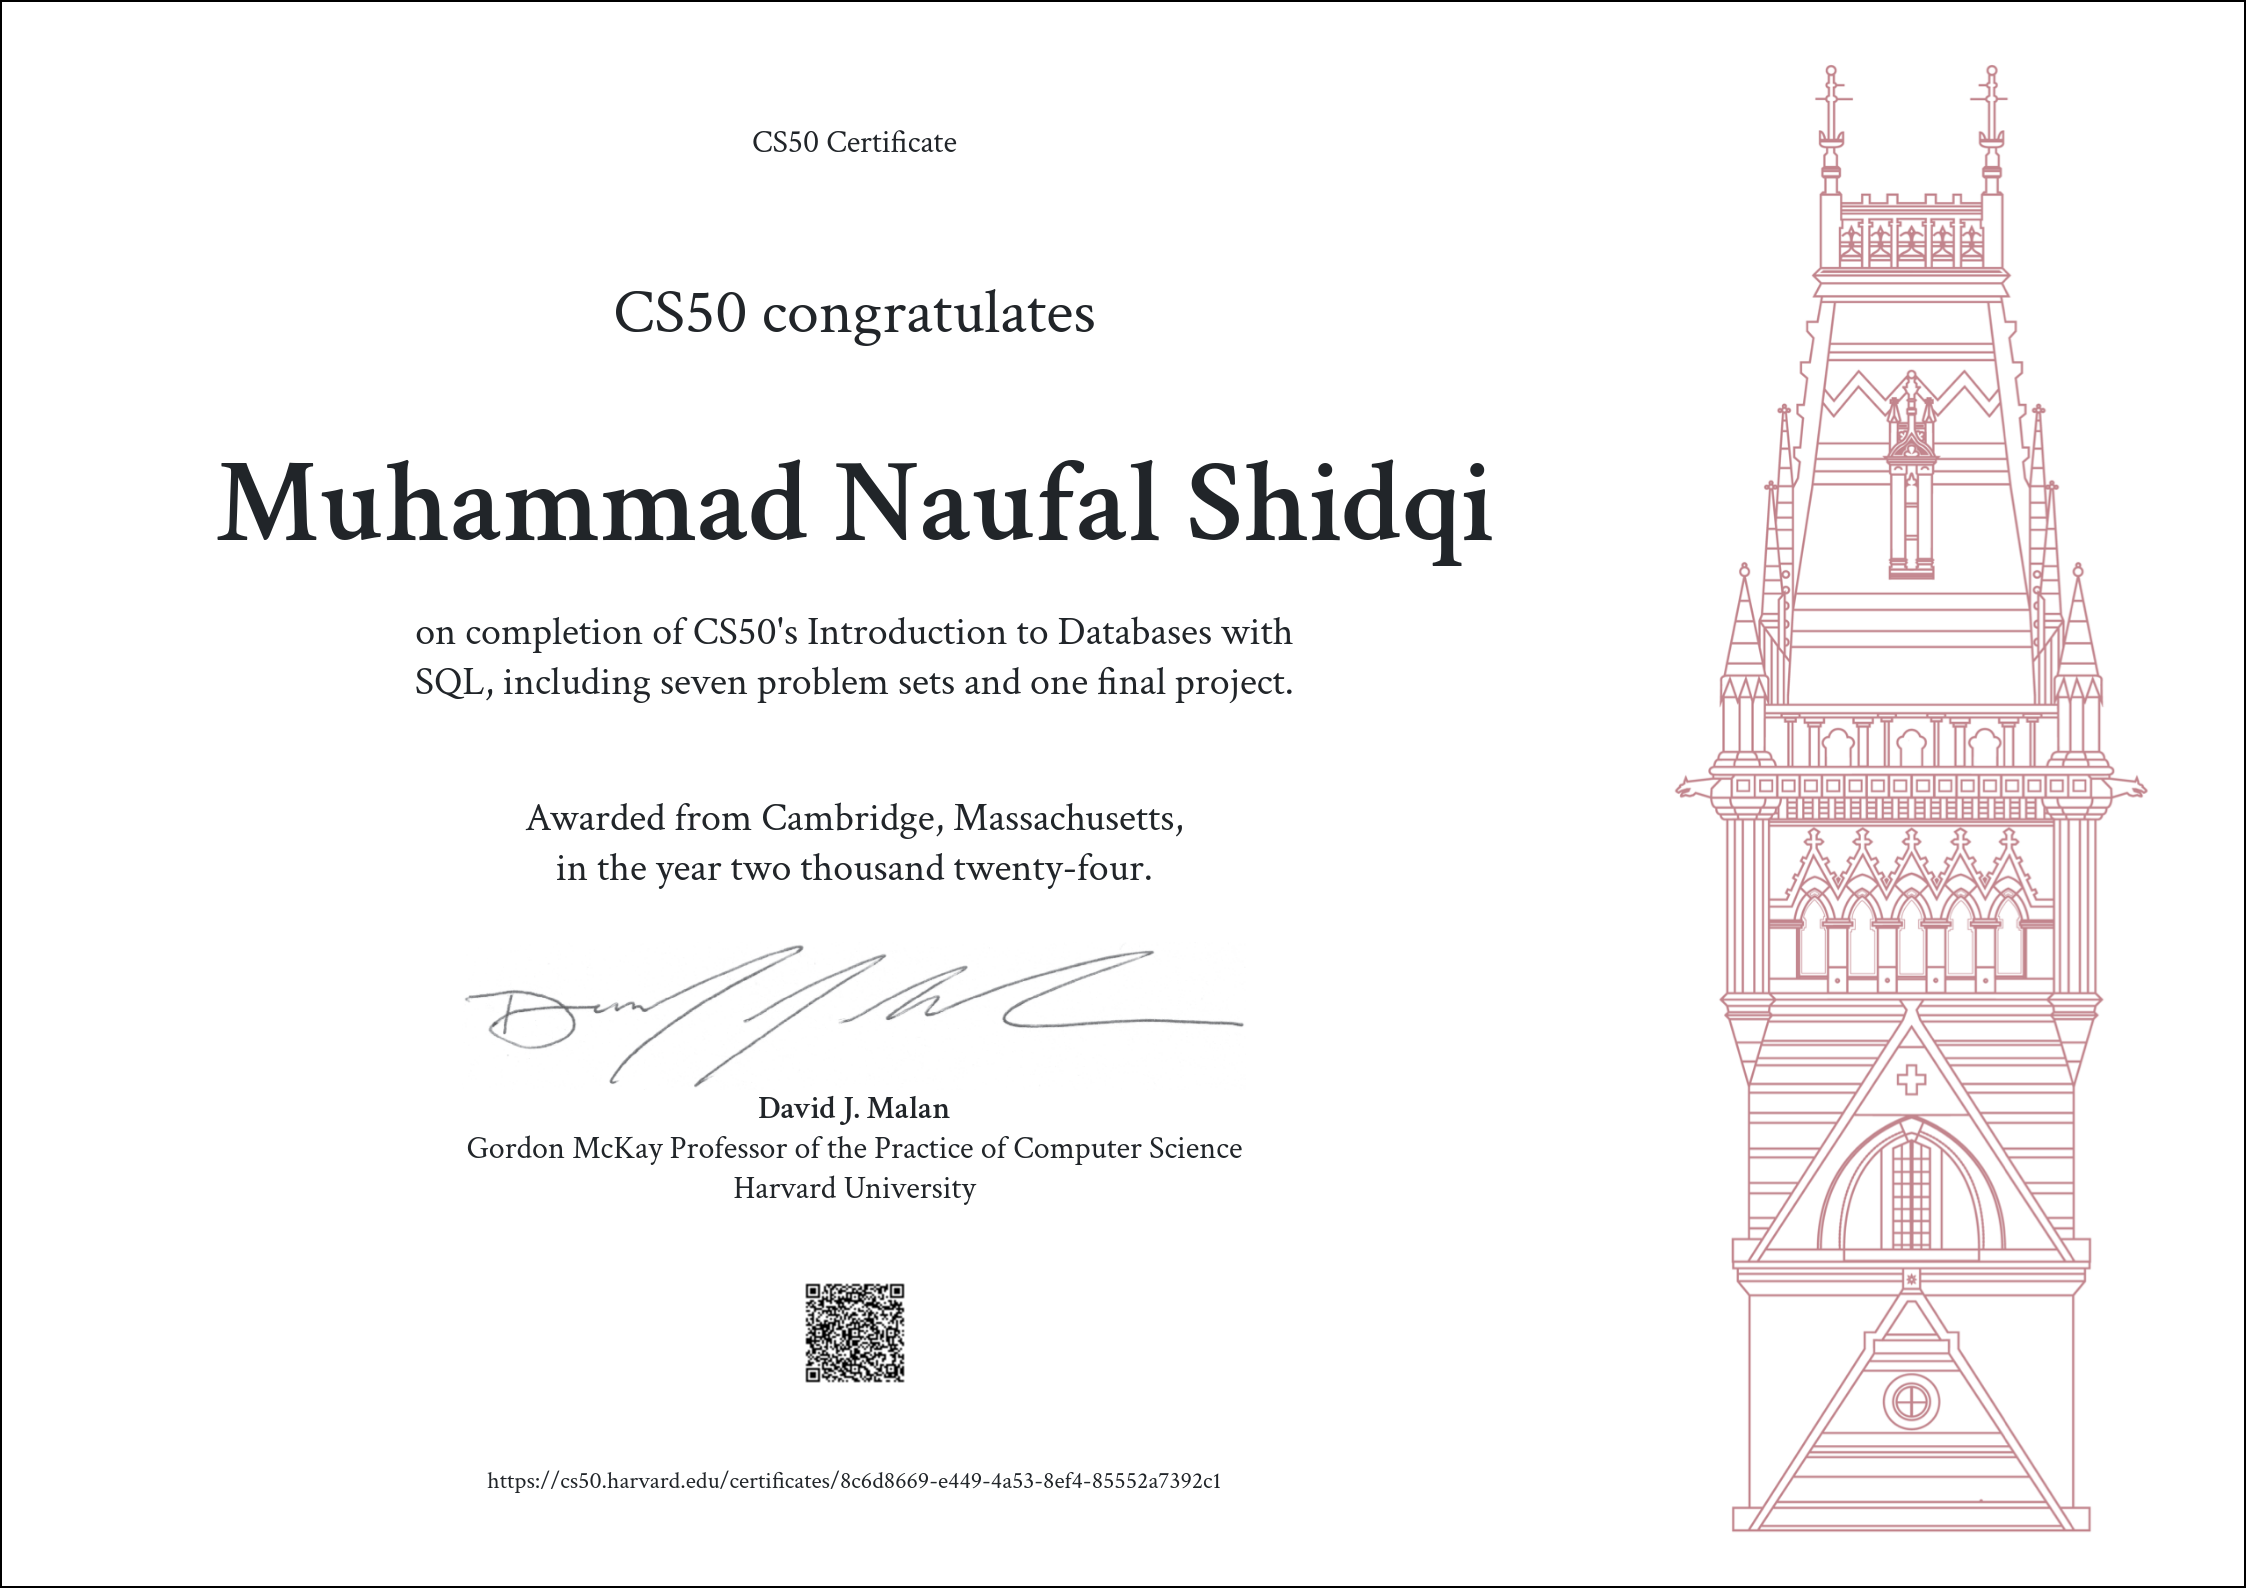 CS50 Certificate
CS50 congratulates
Muhammad Naufal Shidqi
on completion of CS50's Introduction to Databases with
SQL, including seven problem sets and one final project.
Awarded from Cambridge, Massachusetts,
in the year two thousand twenty-four.
David J. Malan
Gordon McKay Professor of the Practice of Computer Science
Harvard University
https://cs50.harvard.edu/certificates/8c6d8669-e449-4a53-8ef4-85552a7392c1